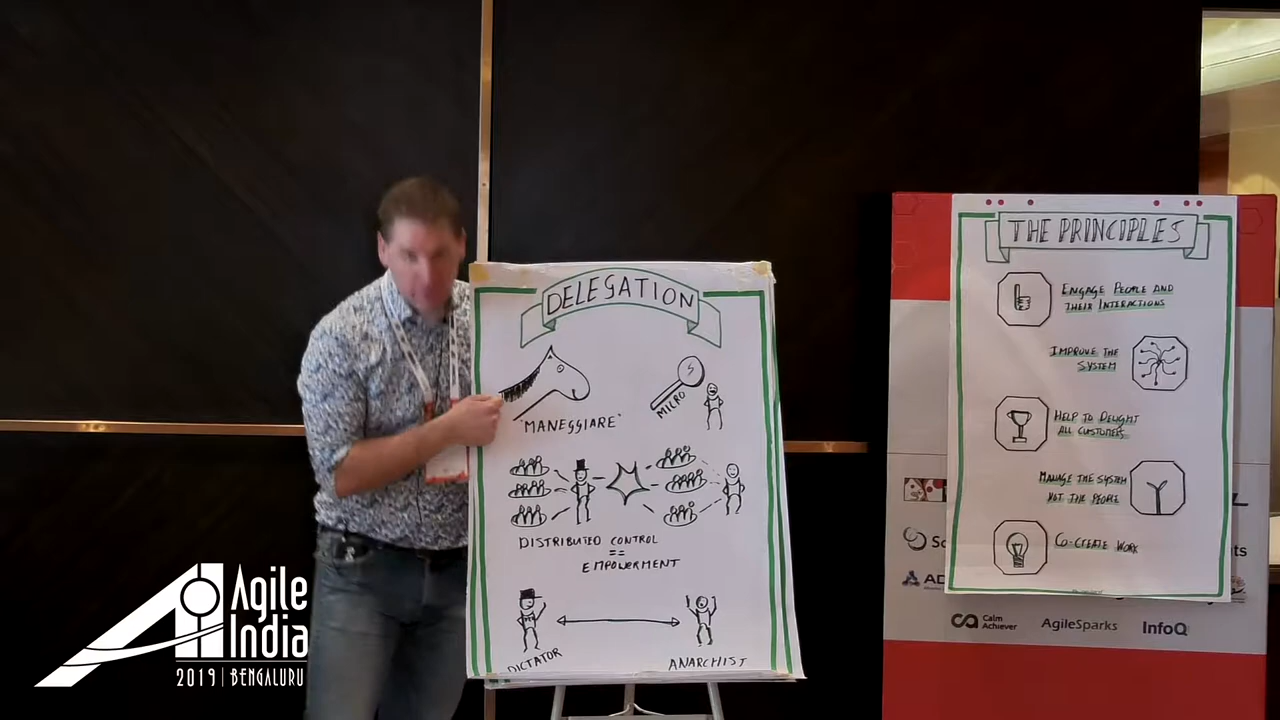 DELEGATION
"MANEGGIARE"
MICRO
DISTRIBUTED CONTROL
==
EMPOWERMENT
DICTATOR
ANARCHIST
THE PRINCIPLES
ENGAGE PEOPLE AND
THEIR INTERACTIONS
IMPROVE THE
SYSTEM
HELP TO DELIGHT
ALL CUSTOMERS
MANAGE THE SYSTEM
NOT THE PEOPLE
CO-CREATE WORK
Calm
Achiever
AgileSparks
InfoQ
Agile
India
2019 | BENGALURU